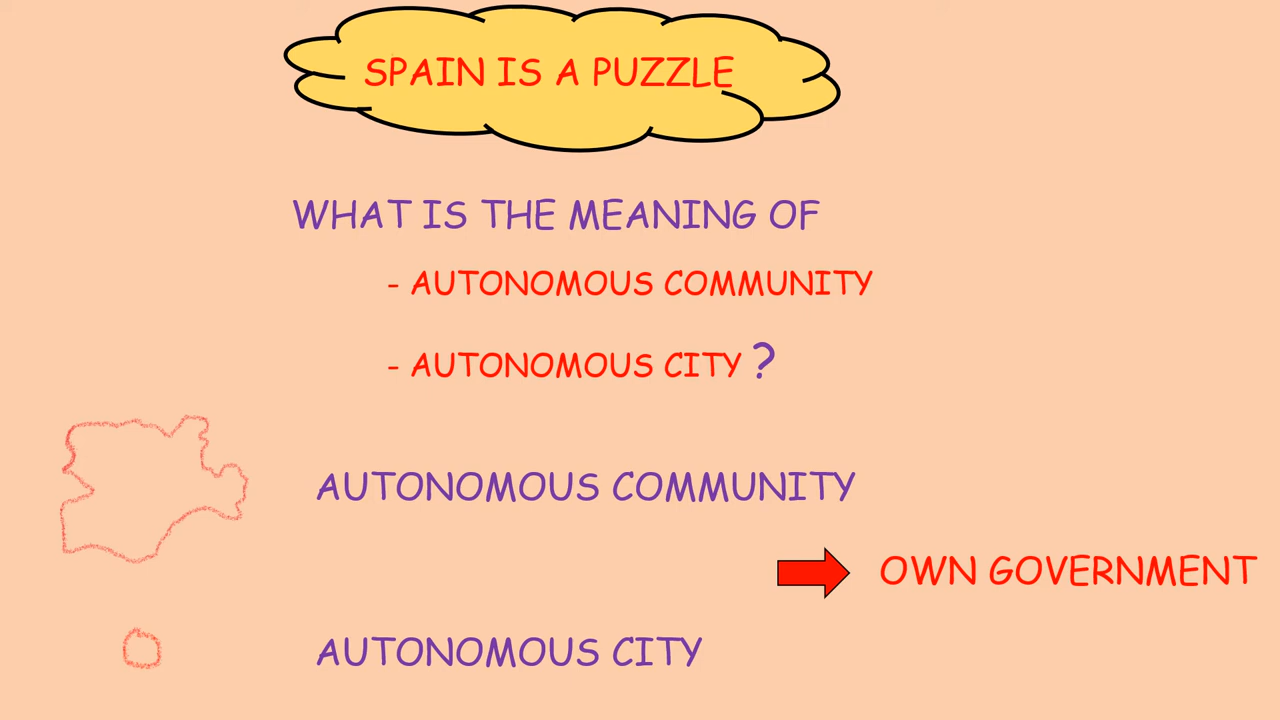 SPAIN IS A PUZZLE
WHAT IS THE MEANING OF
- AUTONOMOUS COMMUNITY
- AUTONOMOUS CITY ?
AUTONOMOUS COMMUNITY
OWN GOVERNMENT
AUTONOMOUS CITY